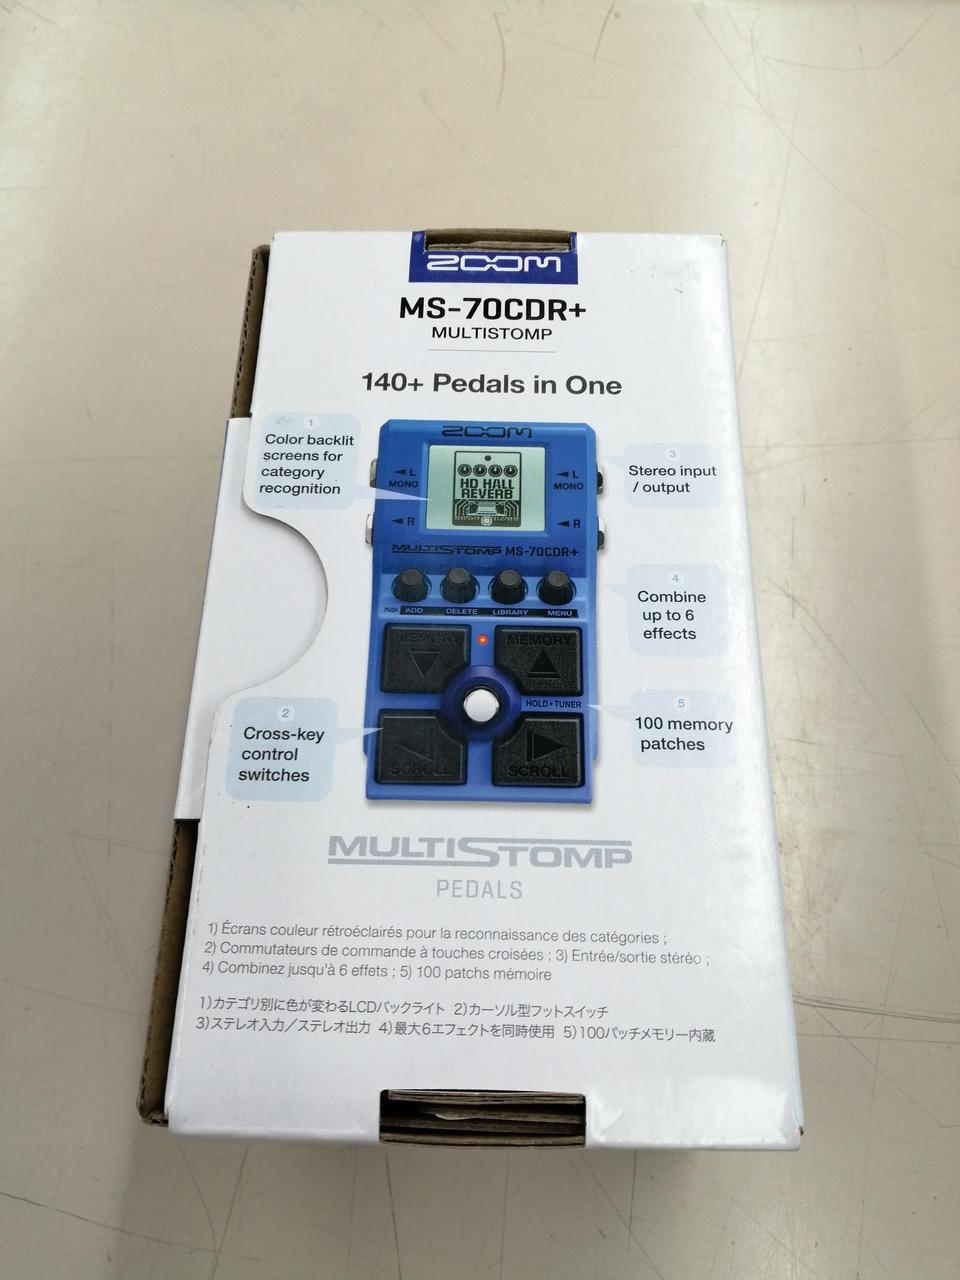 ZOOM
MS-70CDR+
MULTISTOMP
140+ Pedals in One
1
Color backlit
screens for
category
recognition
ZOOM
L
MONO
R
HD HALL
REVERB
L
MONO
R
MULTISTOMP MS-70CDR+
PUSH ADD DELETE LIBRARY MENU
MEMORY MEMORY
HOLD▶TUNER
SCROLL SCROLL
3
Stereo input
/ output
4
Combine
up to 6
effects
2
Cross-key
control
switches
5
100 memory
patches
MULTISTOMP
PEDALS
1) Écrans couleur rétroéclairés pour la reconnaissance des catégories ;
2) Commutateurs de commande à touches croisées ; 3) Entrée/sortie stéréo ;
4) Combinez jusqu'à 6 effets ; 5) 100 patchs mémoire
1)カテゴリ別に色が変わるLCDバックライト 2)カーソル型フットスイッチ
3)ステレオ入力／ステレオ出力 4)最大6エフェクトを同時使用 5)100パッチメモリー内蔵